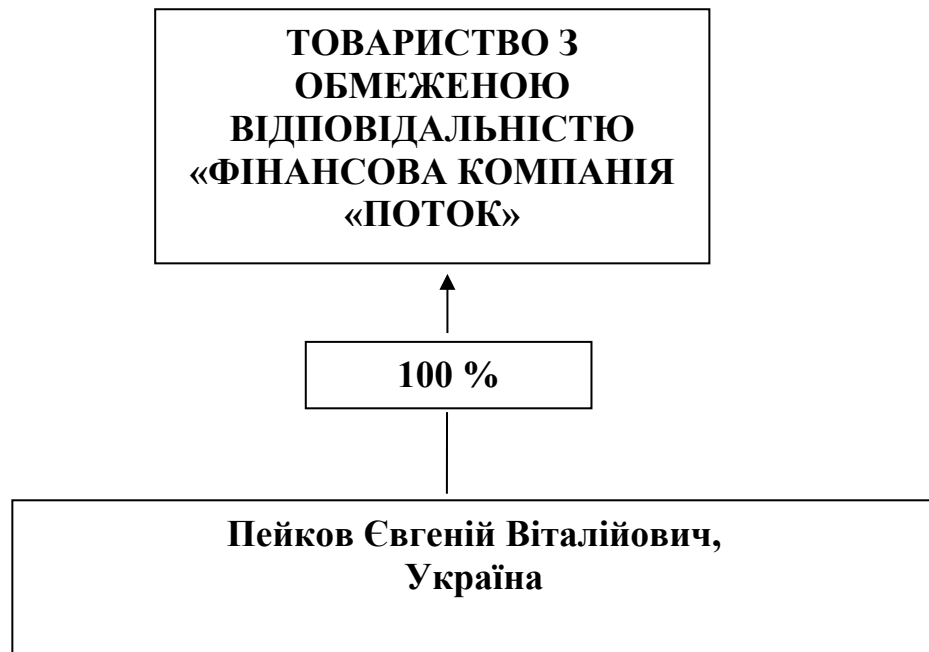 ТОВАРИСТВО З
ОБМЕЖЕНОЮ
ВІДПОВІДАЛЬНІСТЮ
«ФІНАНСОВА КОМПАНІЯ
«ПОТОК»
100 %
Пейков Євгеній Віталійович,
Україна